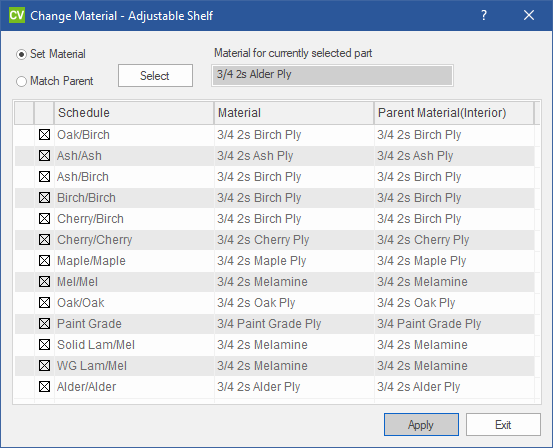 CV Change Material - Adjustable Shelf ?
Set Material
Material for currently selected part
Match Parent
Select
3/4 2s Alder Ply
Schedule Material Parent Material(Interior)
Oak/Birch 3/4 2s Birch Ply 3/4 2s Birch Ply
Ash/Ash 3/4 2s Ash Ply 3/4 2s Ash Ply
Ash/Birch 3/4 2s Birch Ply 3/4 2s Birch Ply
Birch/Birch 3/4 2s Birch Ply 3/4 2s Birch Ply
Cherry/Birch 3/4 2s Birch Ply 3/4 2s Birch Ply
Cherry/Cherry 3/4 2s Cherry Ply 3/4 2s Cherry Ply
Maple/Maple 3/4 2s Maple Ply 3/4 2s Maple Ply
Mel/Mel 3/4 2s Melamine 3/4 2s Melamine
Oak/Oak 3/4 2s Oak Ply 3/4 2s Oak Ply
Paint Grade 3/4 Paint Grade Ply 3/4 Paint Grade Ply
Solid Lam/Mel 3/4 2s Melamine 3/4 2s Melamine
WG Lam/Mel 3/4 2s Melamine 3/4 2s Melamine
Alder/Alder 3/4 2s Alder Ply 3/4 2s Alder Ply
Apply Exit